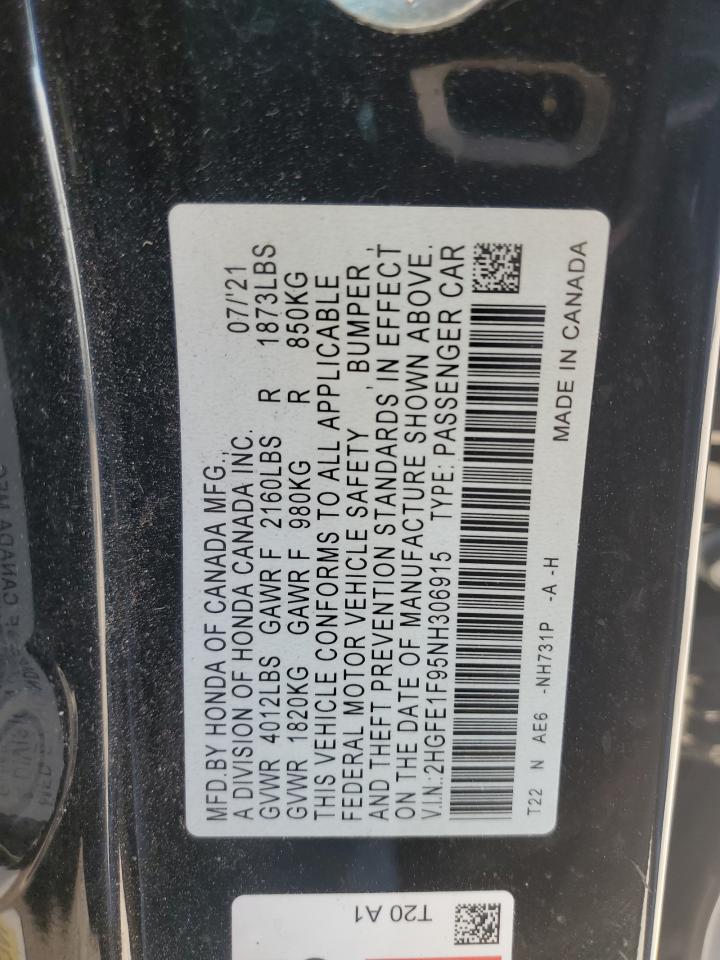 MFD.BY HONDA OF CANADA MFG.,
A DIVISION OF HONDA CANADA INC. 07/'21
GVWR 4012LBS GAWR F 2160LBS R 1873LBS
GVWR 1820KG GAWR F 980KG R 850KG
THIS VEHICLE CONFORMS TO ALL APPLICABLE
FEDERAL MOTOR VEHICLE SAFETY, BUMPER,
AND THEFT PREVENTION STANDARDS IN EFFECT
ON THE DATE OF MANUFACTURE SHOWN ABOVE.
V.I.N.:2HGFE1F95NH306915 TYPE: PASSENGER CAR
T22 N AE6 -NH731P -A -H
MADE IN CANADA
T20 A1